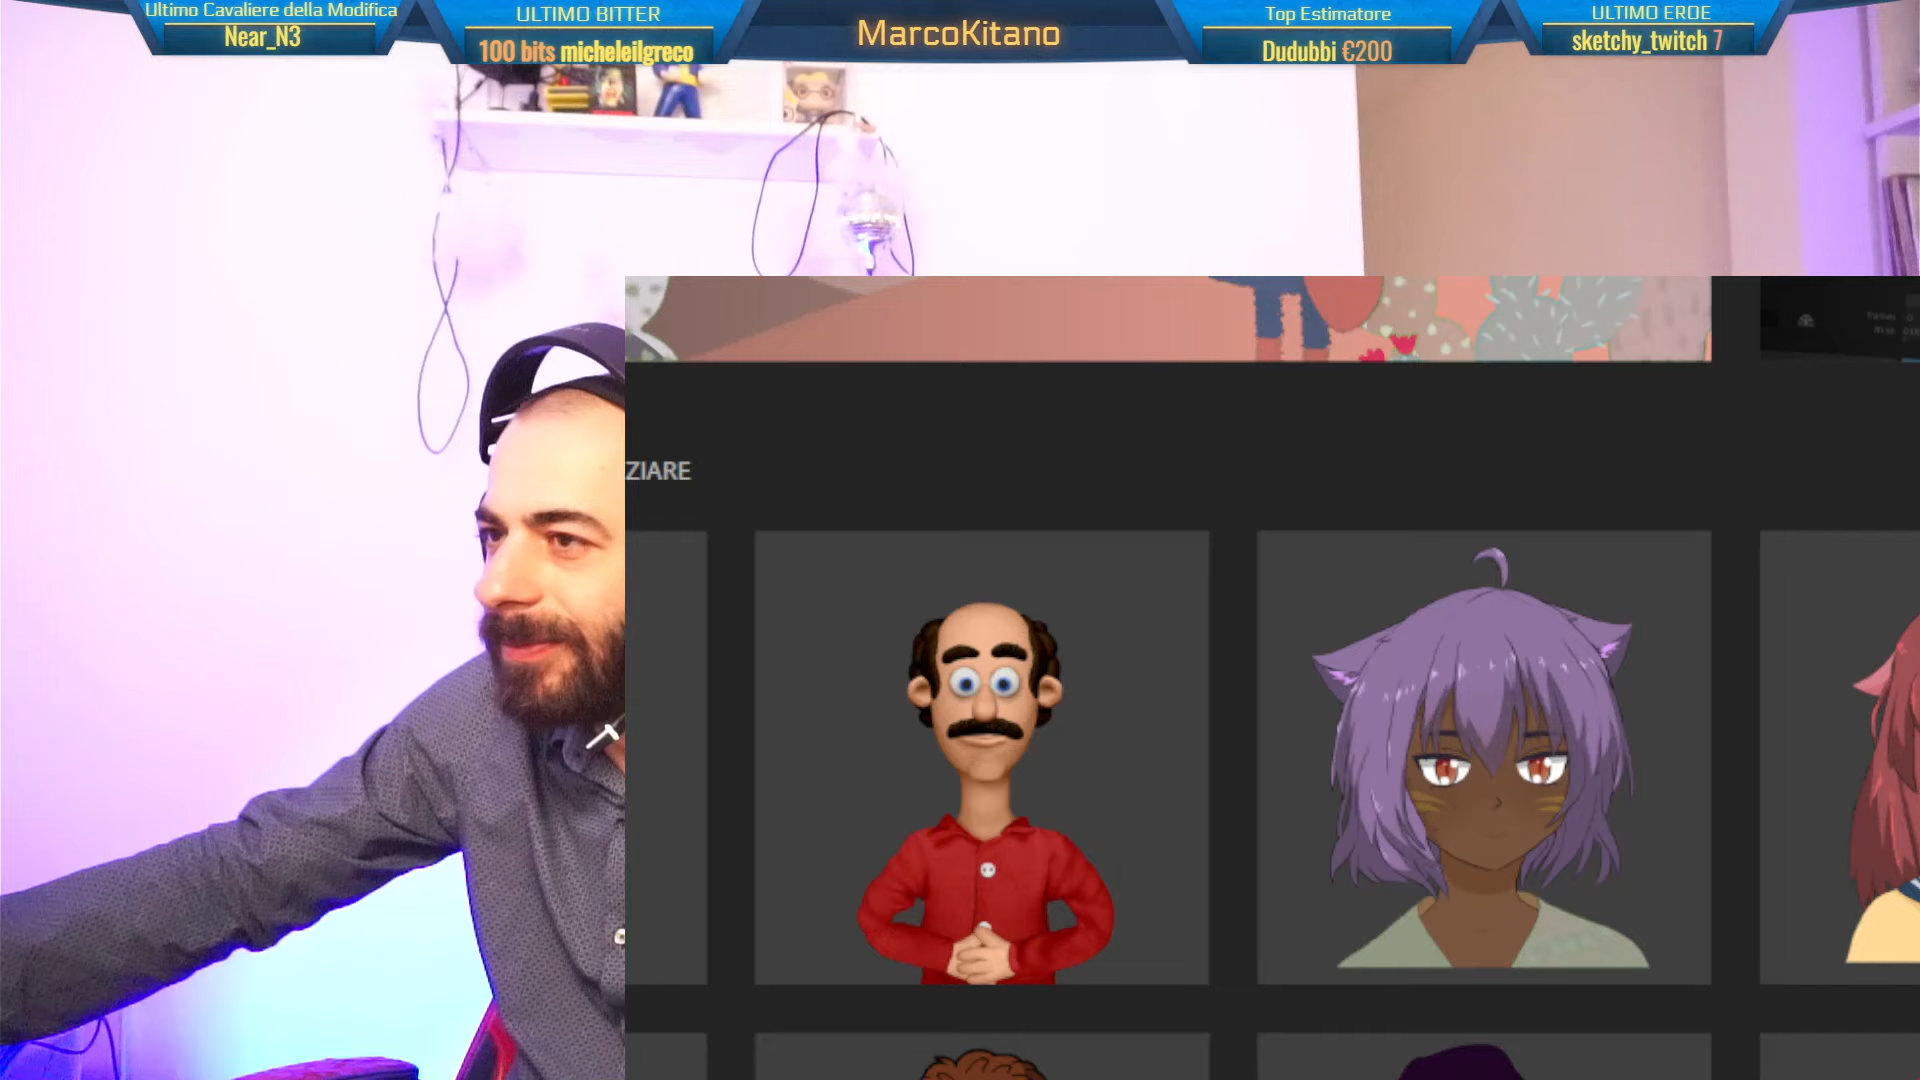 Ultimo Cavaliere della Modifica
Near_N3
ULTIMO BITTER
100 bits micheleilgreco
MarcoKitano
Top Estimatore
Dudubbi €200
ULTIMO EROE
sketchy_twitch 7
ZIARE